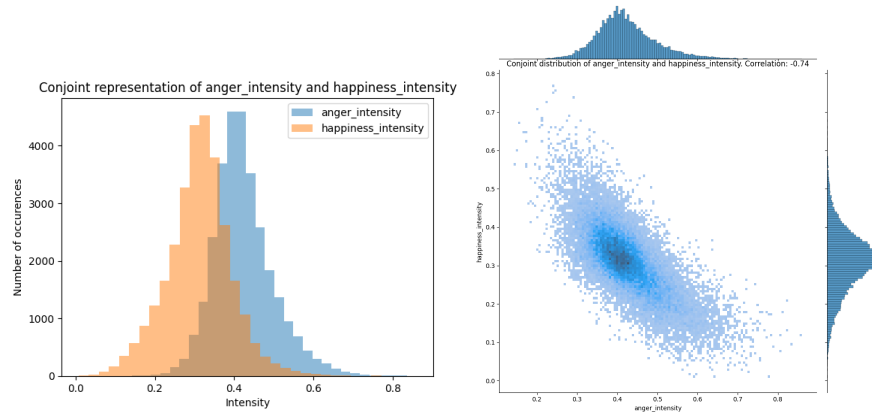 Conjoint representation of anger_intensity and happiness_intensity
anger_intensity
happiness_intensity
Number of occurences
4000
3000
2000
1000
0
0.0 0.2 0.4 0.6 0.8
Intensity
Conjoint distribution of anger_intensity and happiness_intensity. Correlation: -0.74
happiness_intensity
0.8
0.7
0.6
0.5
0.4
0.3
0.2
0.1
0.0
0.2 0.3 0.4 0.5 0.6 0.7 0.8
anger_intensity